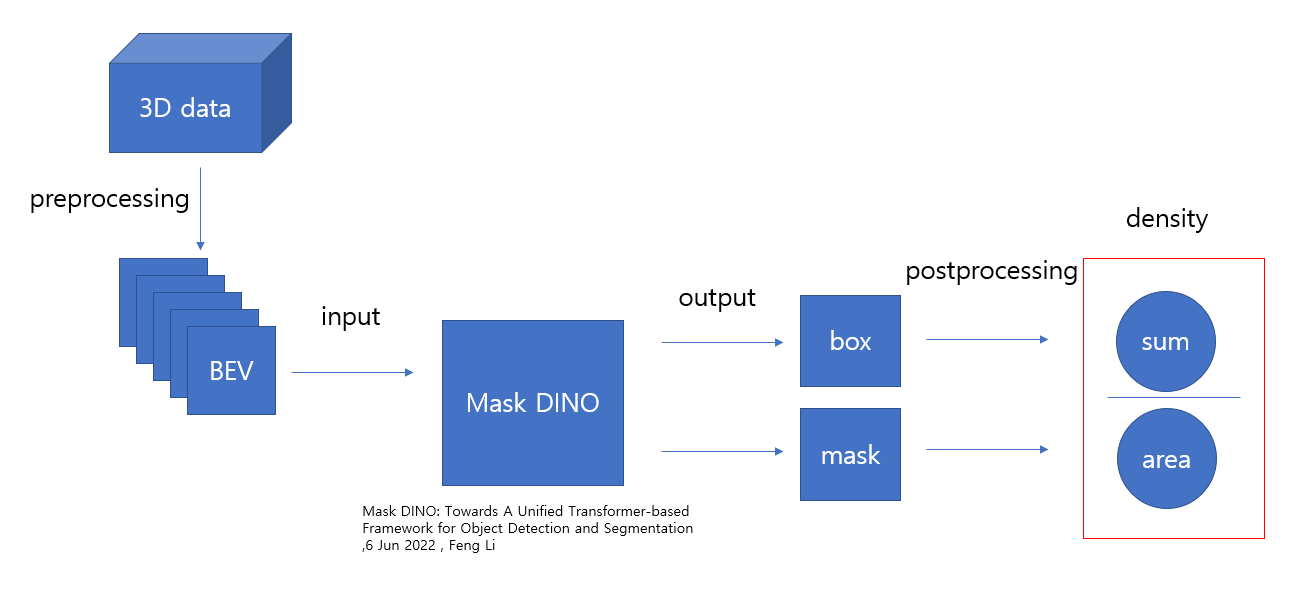 3D data
preprocessing
BEV
input
Mask DINO
Mask DINO: Towards A Unified Transformer-based
Framework for Object Detection and Segmentation
,6 Jun 2022 , Feng Li
output
box
mask
postprocessing
density
sum
area